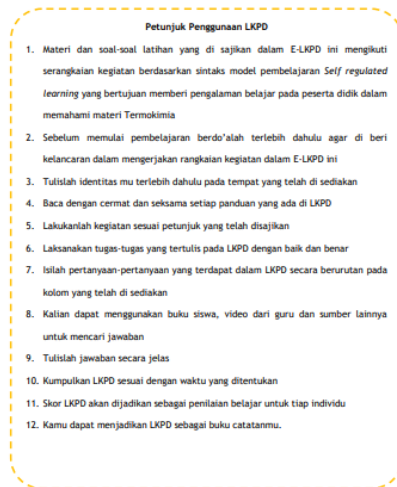 Petunjuk Penggunaan LKPD
1. Materi dan soal-soal latihan yang di sajikan dalam E-LKPD ini mengikuti
serangkaian kegiatan berdasarkan sintaks model pembelajaran Self regulated
learning yang bertujuan memberi pengalaman belajar pada peserta didik dalam
memahami materi Termokimia
2. Sebelum memulai pembelajaran berdo'alah terlebih dahulu agar di beri
kelancaran dalam mengerjakan rangkaian kegiatan dalam E-LKPD ini
3. Tulislah identitas mu terlebih dahulu pada tempat yang telah di sediakan
4. Baca dengan cermat dan seksama setiap panduan yang ada di LKPD
5. Lakukanlah kegiatan sesuai petunjuk yang telah disajikan
6. Laksanakan tugas-tugas yang tertulis pada LKPD dengan baik dan benar
7. Isilah pertanyaan-pertanyaan yang terdapat dalam LKPD secara berurutan pada
kolom yang telah di sediakan
8. Kalian dapat menggunakan buku siswa, video dari guru dan sumber lainnya
untuk mencari jawaban
9. Tulislah jawaban secara jelas
10. Kumpulkan LKPD sesuai dengan waktu yang ditentukan
11. Skor LKPD akan dijadikan sebagai penilaian belajar untuk tiap individu
12. Kamu dapat menjadikan LKPD sebagai buku catatanmu.